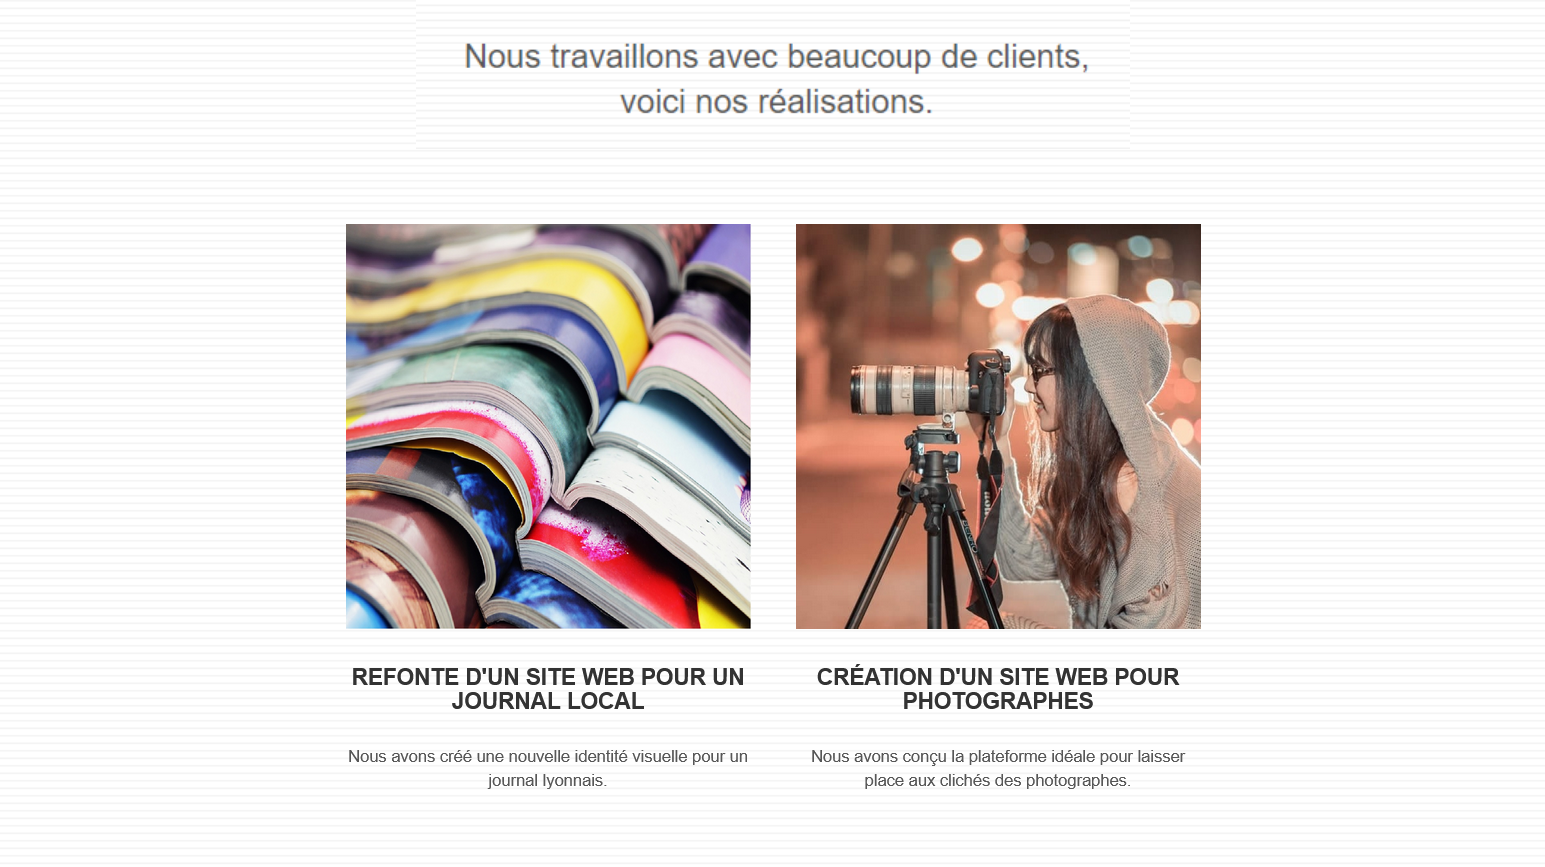 Nous travaillons avec beaucoup de clients,
voici nos réalisations.
REFONTE D'UN SITE WEB POUR UN
JOURNAL LOCAL
Nous avons créé une nouvelle identité visuelle pour un
journal lyonnais.
CRÉATION D'UN SITE WEB POUR
PHOTOGRAPHES
Nous avons conçu la plateforme idéale pour laisser
place aux clichés des photographes.